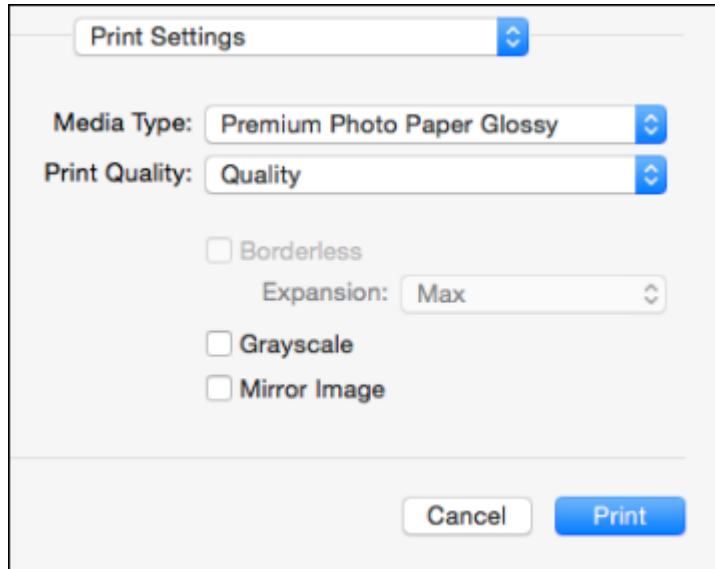 Print Settings
Media Type: Premium Photo Paper Glossy
Print Quality: Quality
Borderless
Expansion: Max
Grayscale
Mirror Image
Cancel Print